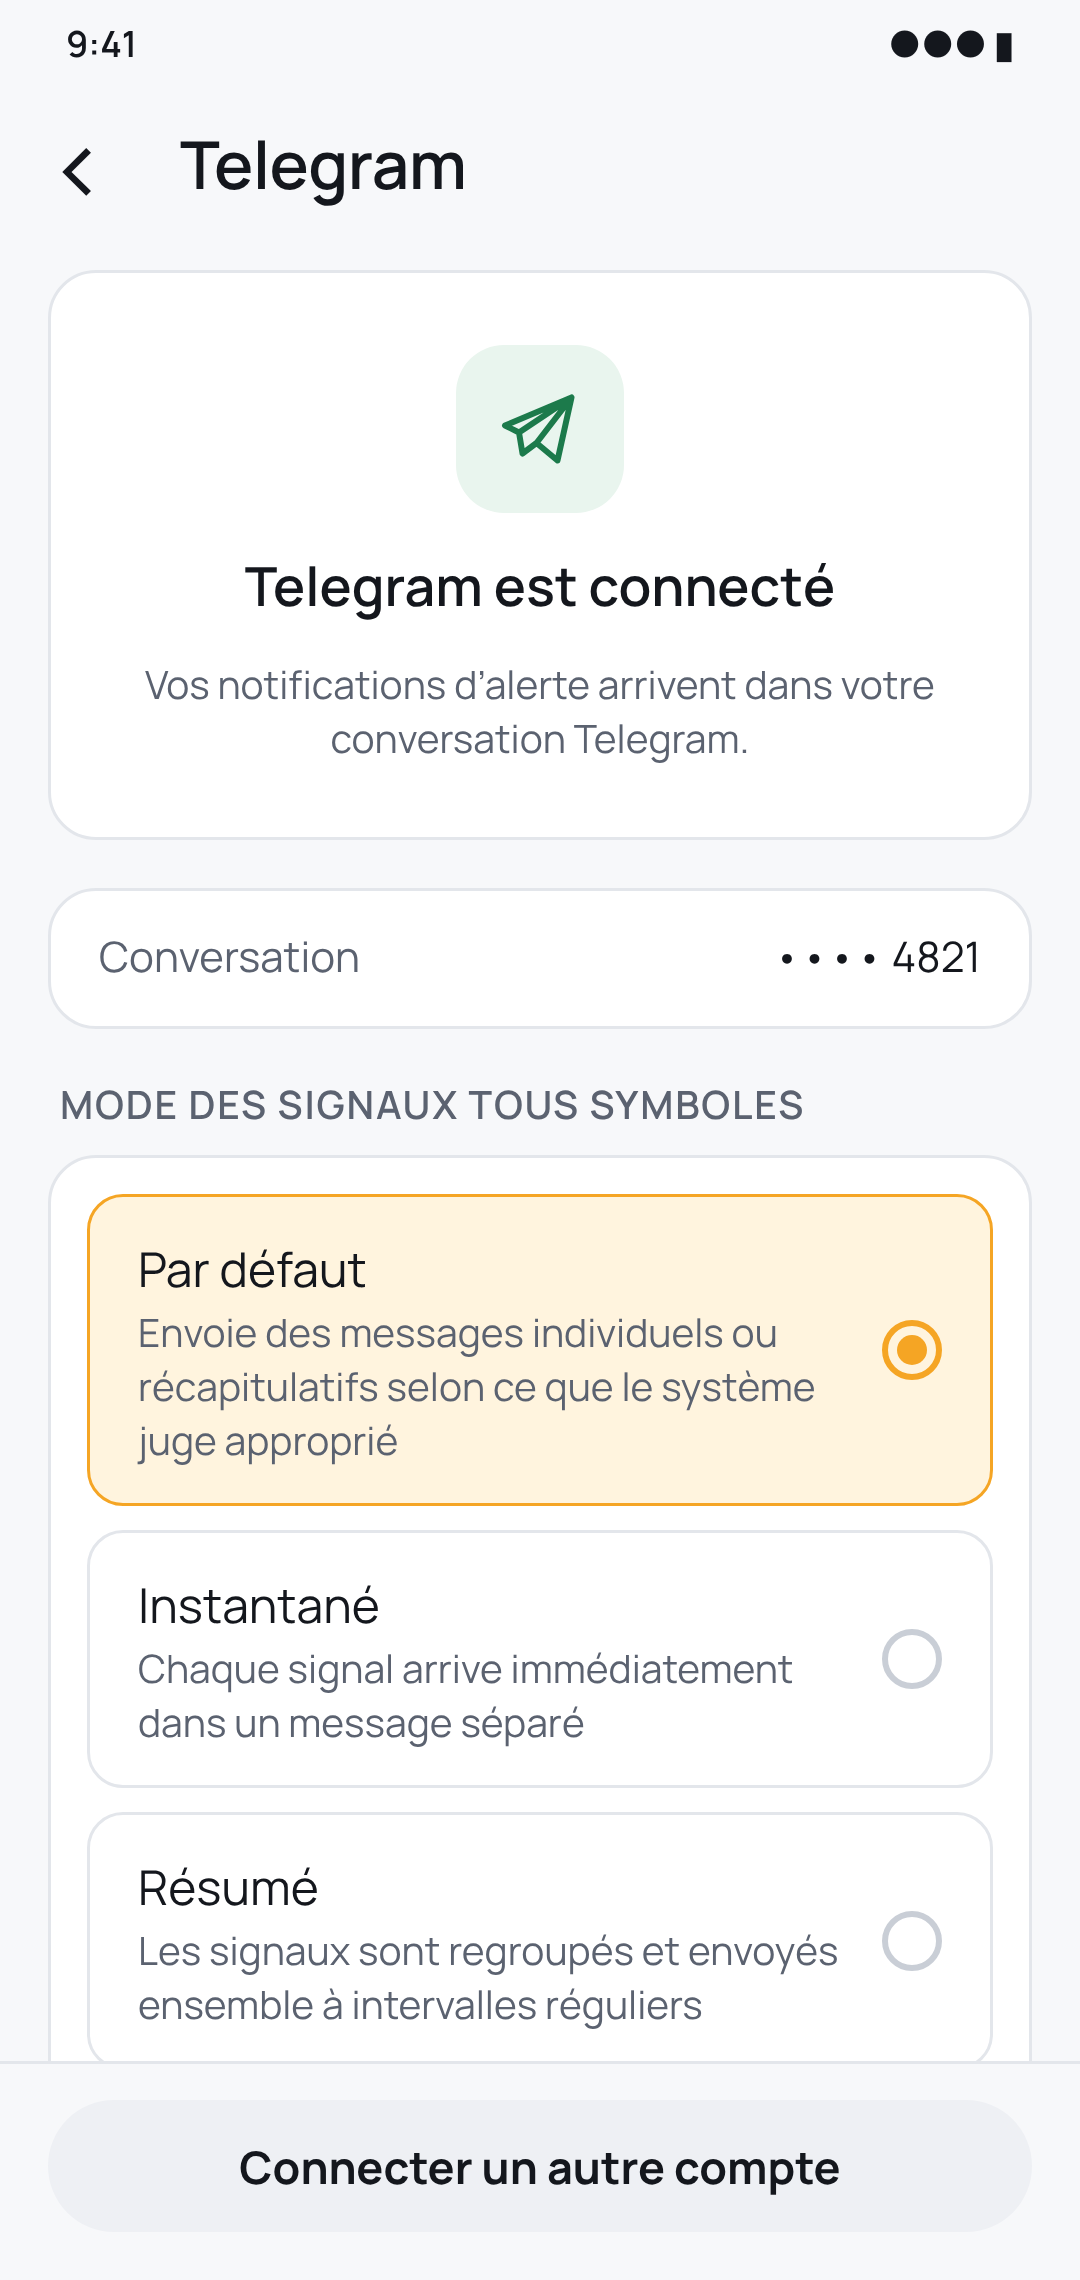 9:41
Telegram
Telegram est connecté
Vos notifications d’alerte arrivent dans votre
conversation Telegram.
Conversation
•••• 4821
MODE DES SIGNAUX TOUS SYMBOLES
Par défaut
Envoie des messages individuels ou
récapitulatifs selon ce que le système
juge approprié
Instantané
Chaque signal arrive immédiatement
dans un message séparé
Résumé
Les signaux sont regroupés et envoyés
ensemble à intervalles réguliers
Connecter un autre compte